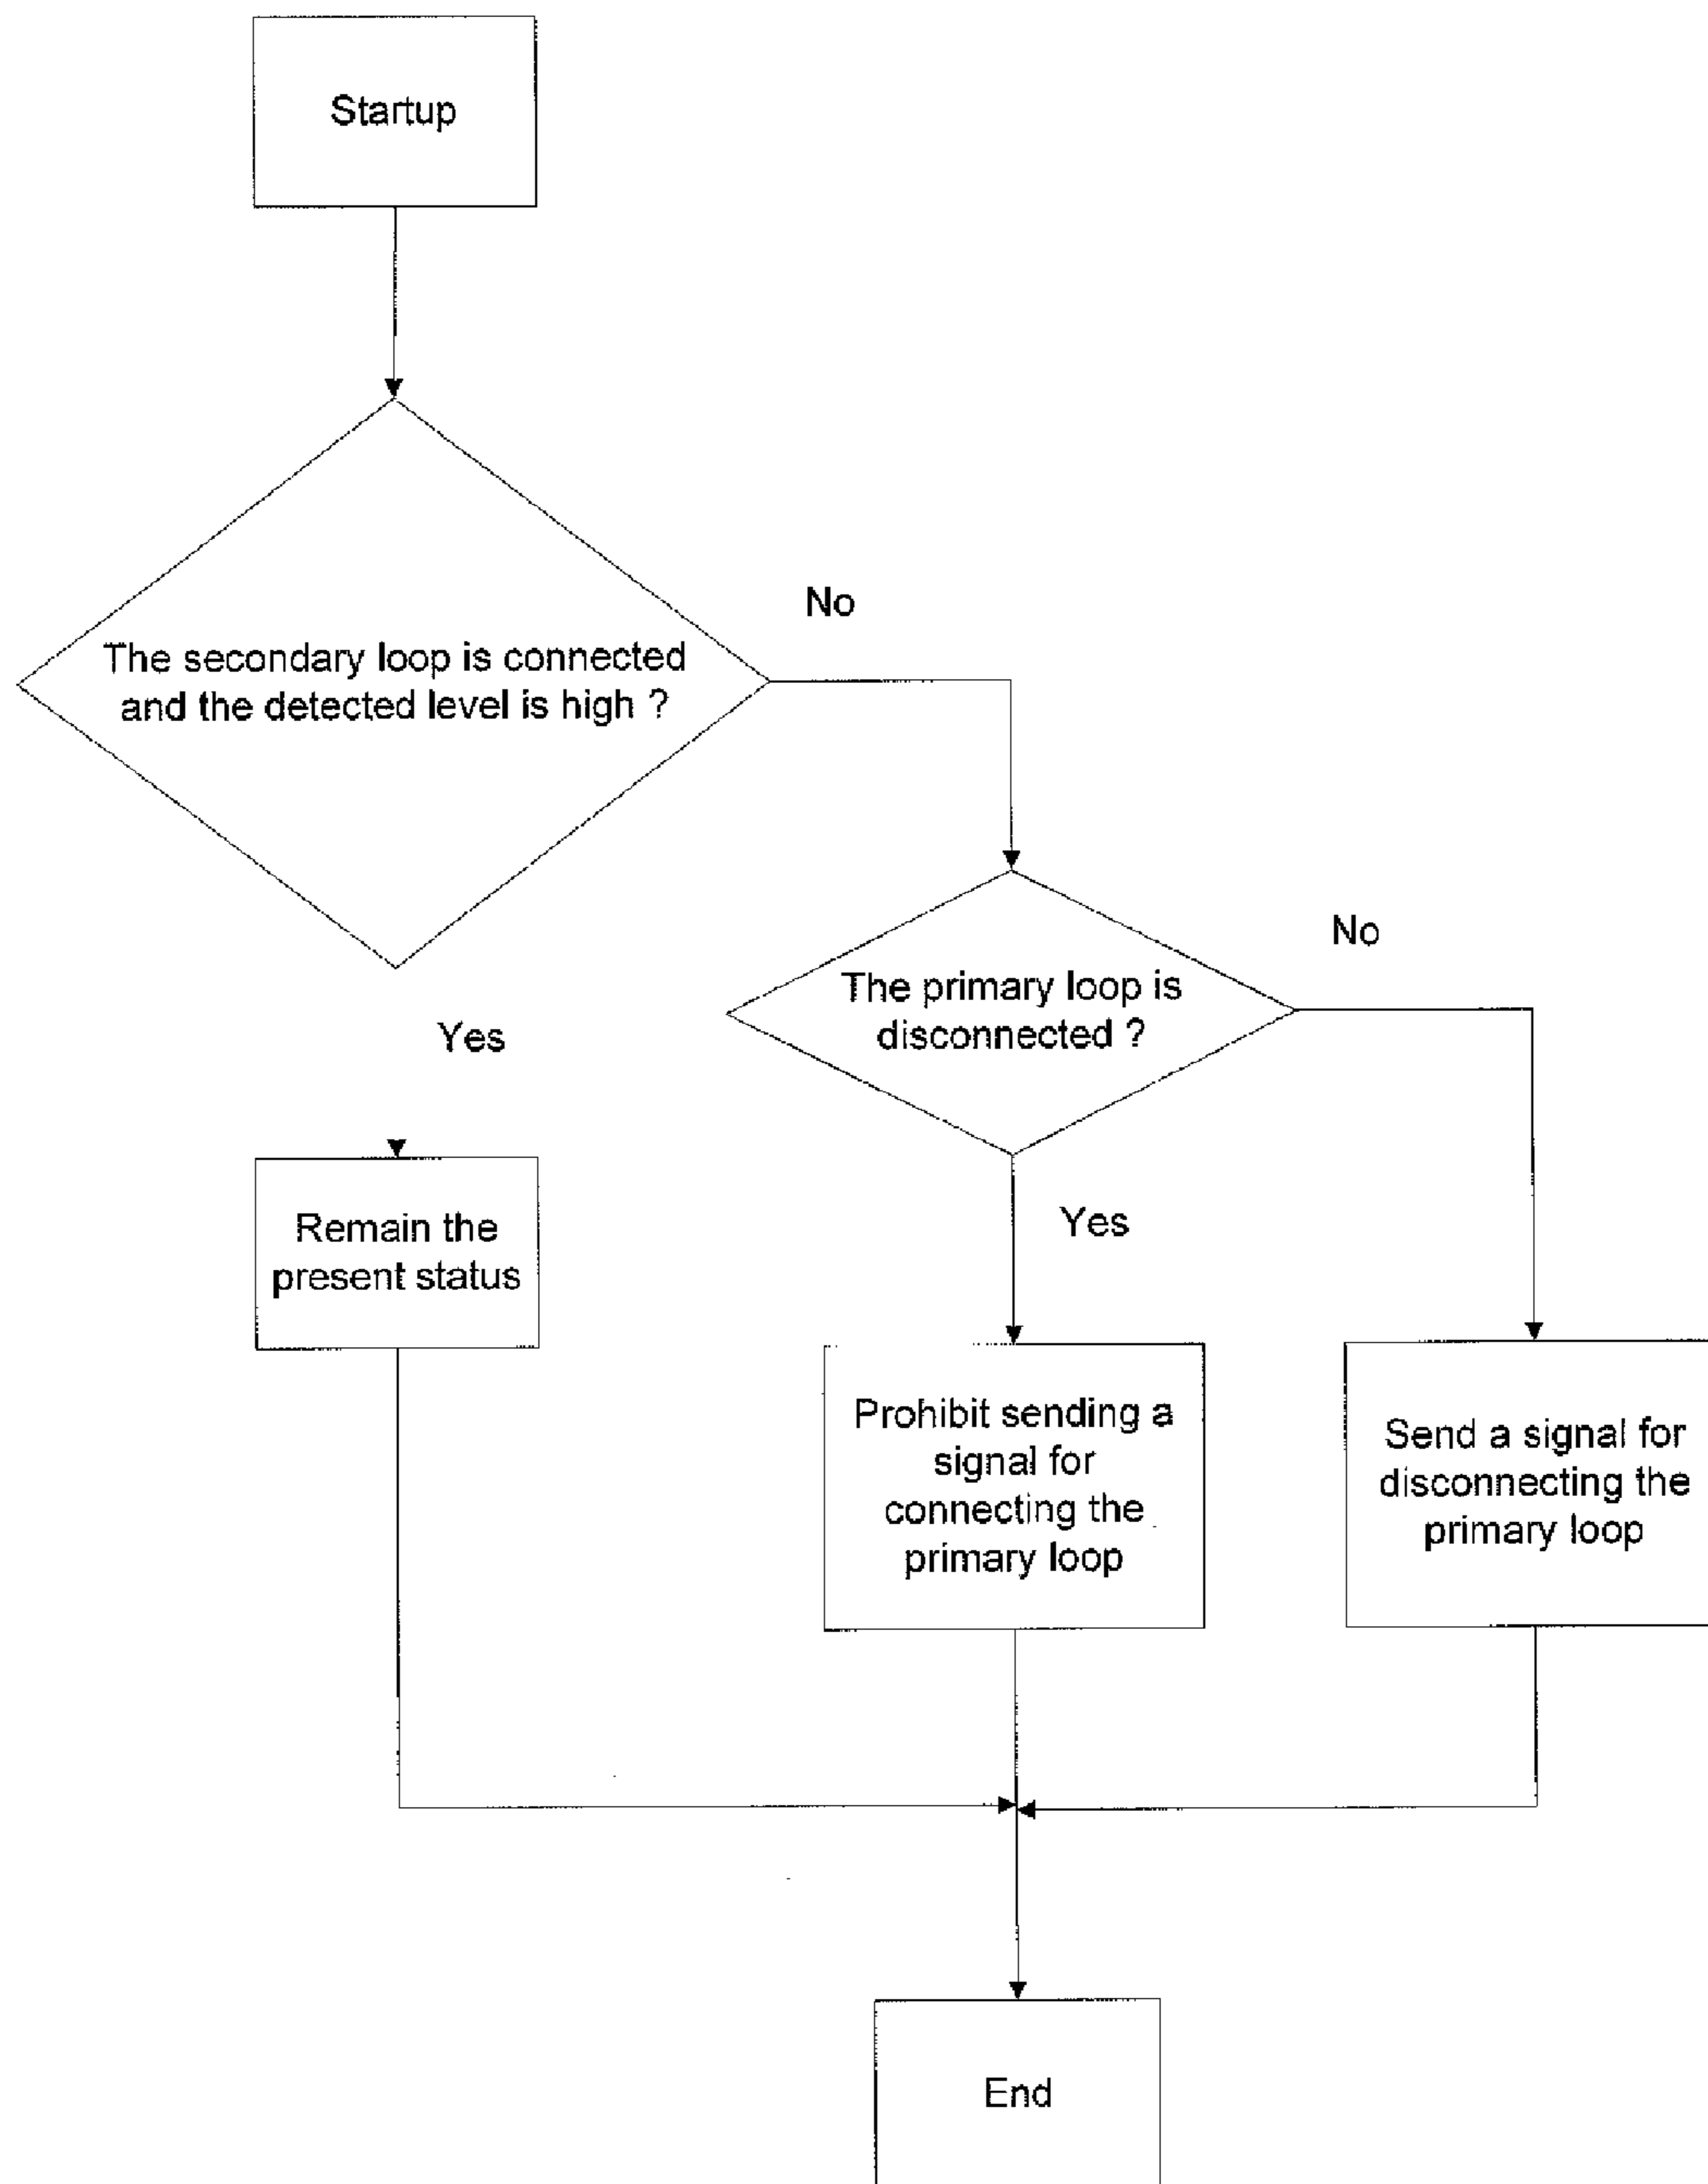 Startup
No
The secondary loop is connected
and the detected level is high ?
No
The primary loop is
disconnected ?
Yes
Yes
Remain the
present status
Prohibit sending a
signal for
connecting the
primary loop
Send a signal for
disconnecting the
primary loop
End